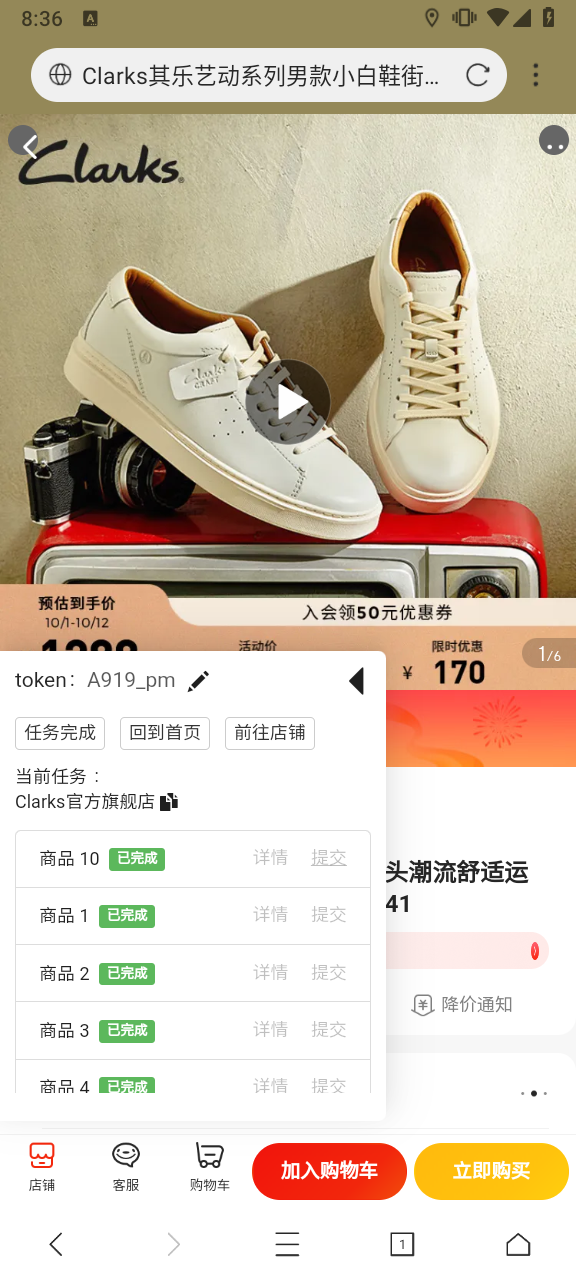 8:36
A
Clarks其乐艺动系列男款小白鞋街...
Clarks
Clarks
预估到手价
10/1-10/12
入会领50元优惠券
活动价
限时优惠
¥ 170
1/6
token: A919_pm
任务完成 回到首页 前往店铺
当前任务：
Clarks官方旗舰店
头潮流舒适运
41
商品 10 已完成 详情 提交
商品 1 已完成 详情 提交
商品 2 已完成 详情 提交
降价通知
商品 3 已完成 详情 提交
商品 4 已完成 详情 提交
店铺 客服 购物车 加入购物车 立即购买
1